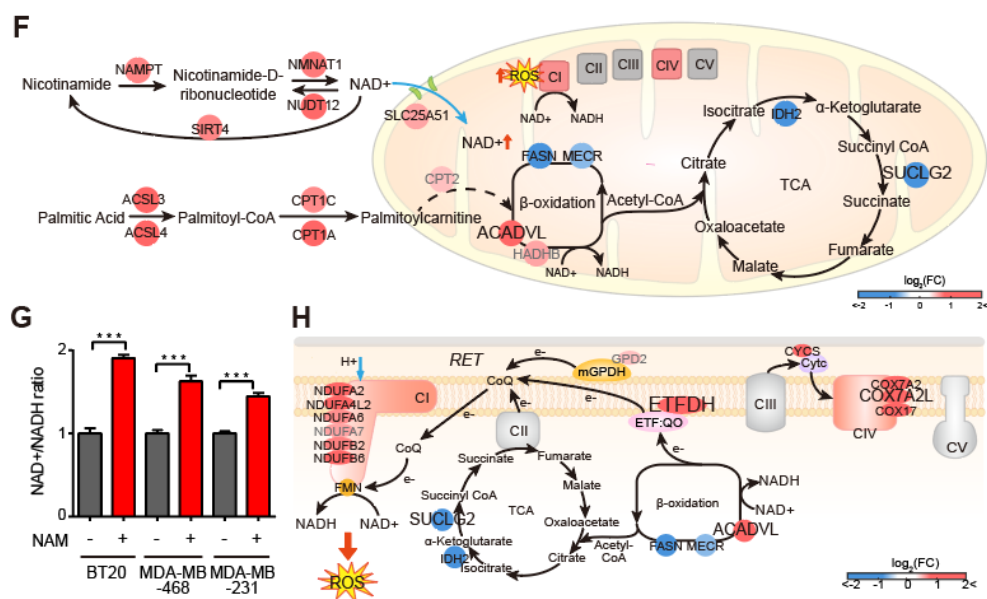 F
Nicotinamide
NAMPT
Nicotinamide-D-
ribonucleotide
NMNAT1
NUDT12
NAD+
SIRT4
SLC25A51
NAD+
ROS
CI
CII
CIII
CIV
CV
NAD+
NADH
FASN
MECR
CPT2
β-oxidation
Acetyl-CoA
ACADVL
HADHB
NAD+
NADH
Palmitic Acid
ACSL3
ACSL4
Palmitoyl-CoA
CPT1C
CPT1A
Palmitoylcarnitine
Isocitrate
IDH2
α-Ketoglutarate
Succinyl CoA
SUCLG2
Succinate
Fumarate
Malate
Oxaloacetate
Citrate
TCA
log2(FC)
<-2 -1 0 1 2<
G
NAD+/NADH ratio
2
1
0
***
***
***
NAM - + - + - +
BT20
MDA-MB
-468
MDA-MB
-231
H
H+
RET
NDUFA2
NDUFA4L2
NDUFA6
NDUFA7
NDUFB2
NDUFB6
CI
FMN
NADH
NAD+
ROS
CoQ
e-
CoQ
e-
e-
CII
e-
GPD2
mGPDH
e-
ETFDH
ETF:QO
e-
CIII
CYCS
Cytc
COX7A2
COX7A2L
COX17
CIV
CV
Succinate
Fumarate
Malate
Oxaloacetate
Citrate
Isocitrate
IDH2
α-Ketoglutarate
SUCLG2
Succinyl CoA
TCA
Acetyl-
CoA
β-oxidation
NADH
NAD+
ACADVL
FASN
MECR
log2(FC)
<-2 -1 0 1 2<